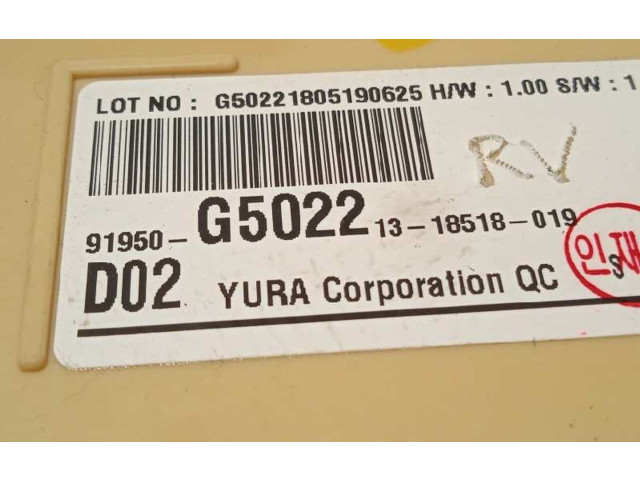 LOT NO : G50221805190625 H/W : 1.00 S/W : 1
RV
91950-G5022 13-18518-019
D02 YURA Corporation QC
인재